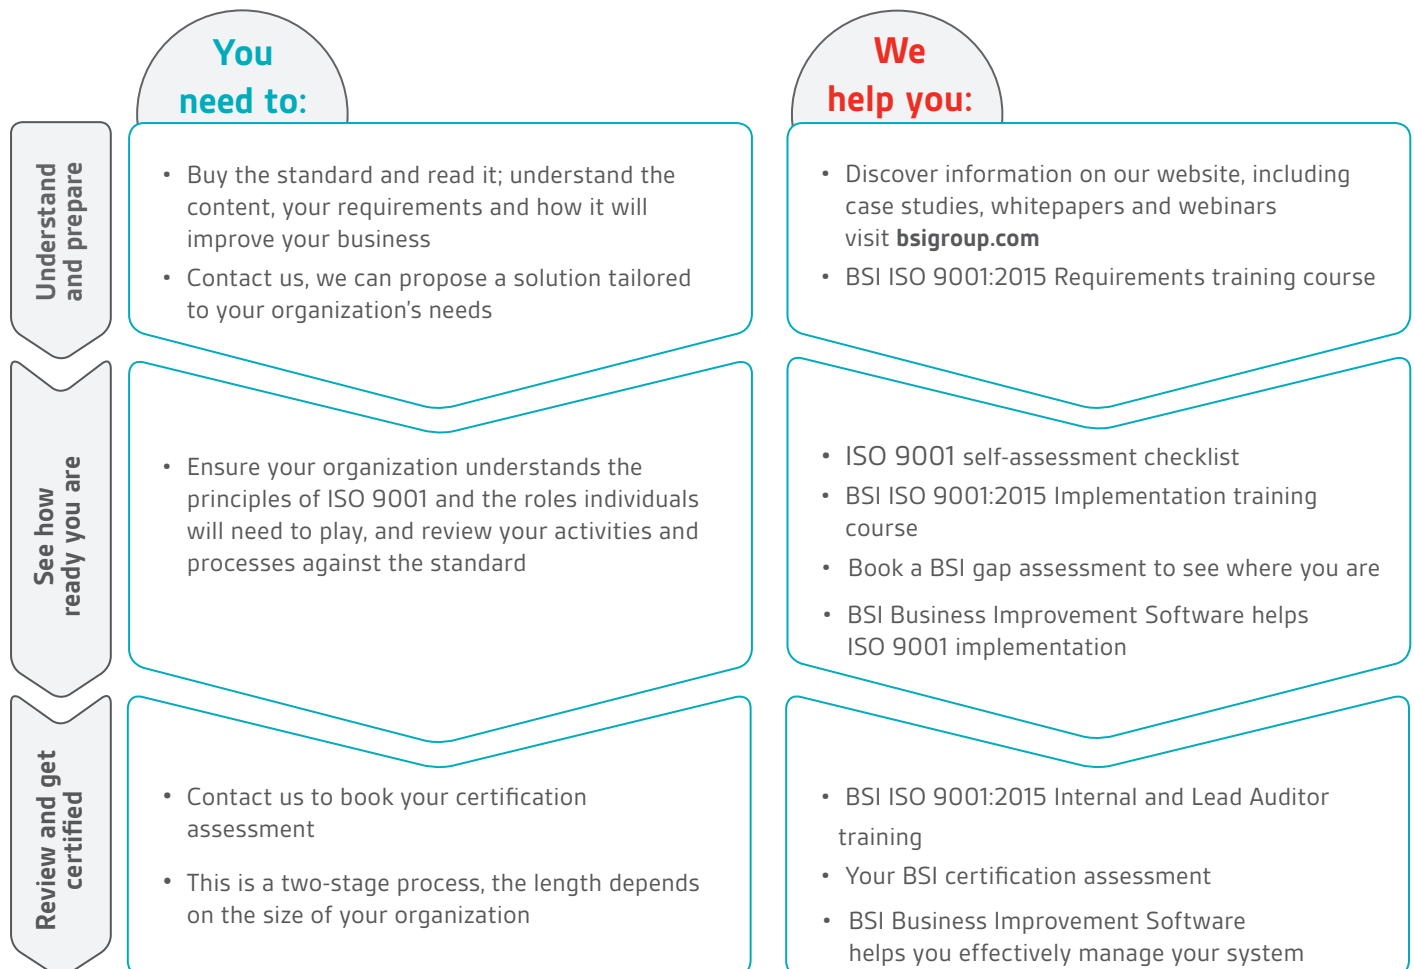 You
need to:
We
help you:
Understand
and prepare
• Buy the standard and read it; understand the
content, your requirements and how it will
improve your business
• Contact us, we can propose a solution tailored
to your organization's needs
• Discover information on our website, including
case studies, whitepapers and webinars
visit bsigroup.com
• BSI ISO 9001:2015 Requirements training course
See how
ready you are
• Ensure your organization understands the
principles of ISO 9001 and the roles individuals
will need to play, and review your activities and
processes against the standard
• ISO 9001 self-assessment checklist
• BSI ISO 9001:2015 Implementation training
course
• Book a BSI gap assessment to see where you are
• BSI Business Improvement Software helps
ISO 9001 implementation
Review and get
certified
• Contact us to book your certification
assessment
• This is a two-stage process, the length depends
on the size of your organization
• BSI ISO 9001:2015 Internal and Lead Auditor
training
• Your BSI certification assessment
• BSI Business Improvement Software
helps you effectively manage your system